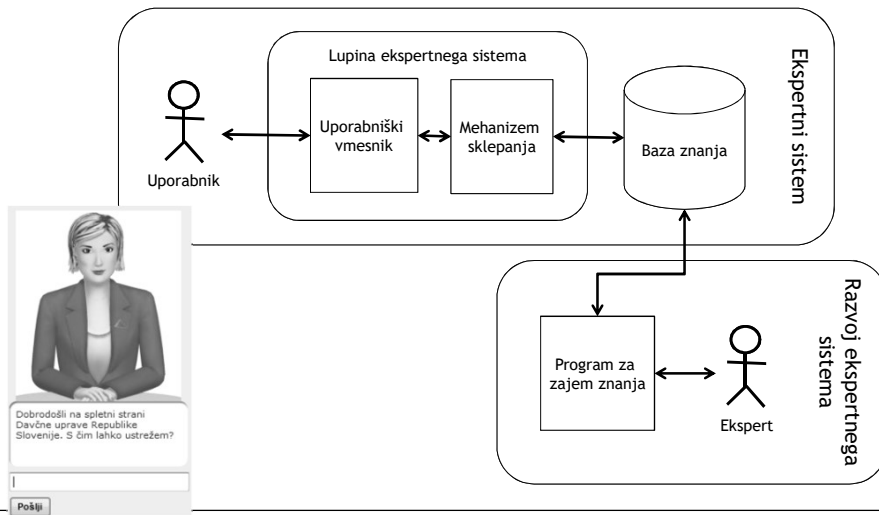 Lupina ekspertnega sistema
Uporabniški
vmesnik
Mehanizem
sklepanja
Baza znanja
Uporabnik
Ekspertni sistem
Program za
zajem znanja
Ekspert
Razvoj ekspertnega
sistema
Dobrodošli na spletni strani
Davčne uprave Republike
Slovenije. S čim lahko ustrežem?
Pošlji